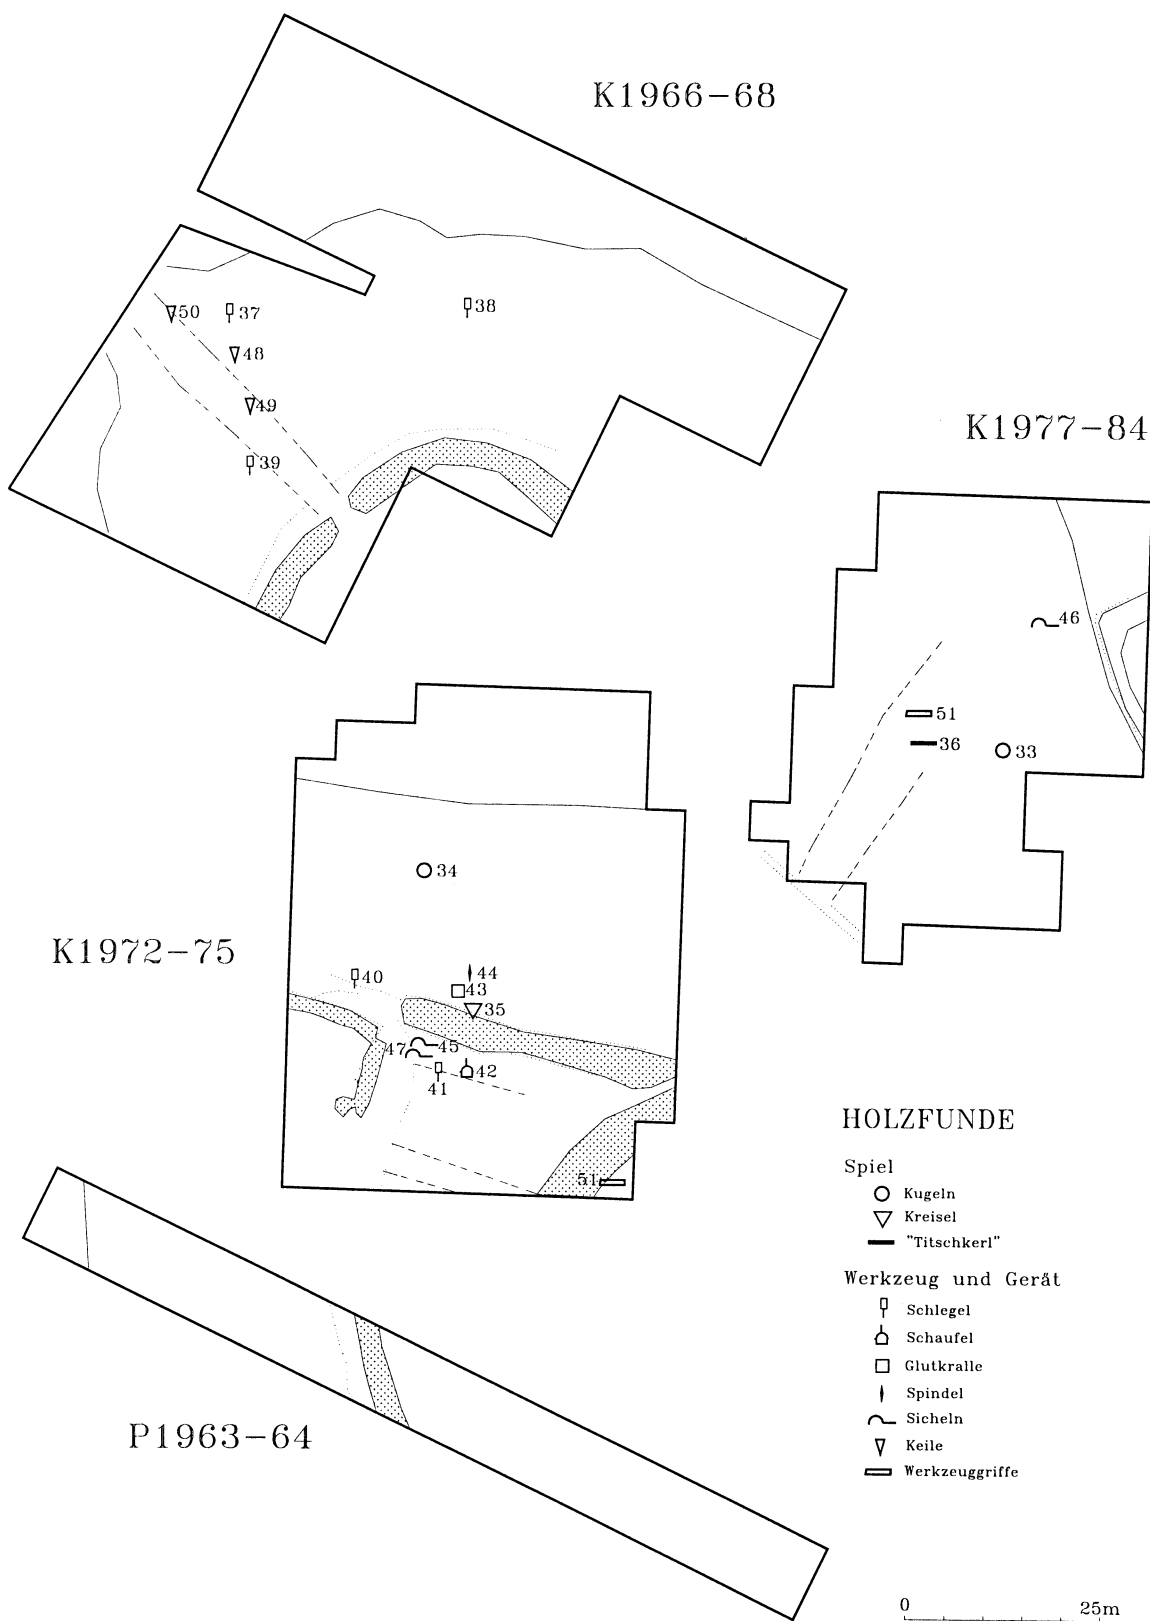 K1966-68
50
37
38
48
49
39
K1977-84
46
51
36
33
34
K1972-75
40
44
43
35
47
45
41
42
51
P1963-64
HOLZFUNDE
Spiel
Kugeln
Kreisel
"Titschkerl"
Werkzeug und Gerät
Schlegel
Schaufel
Glutkralle
Spindel
Sicheln
Keile
Werkzeuggriffe
0 25m